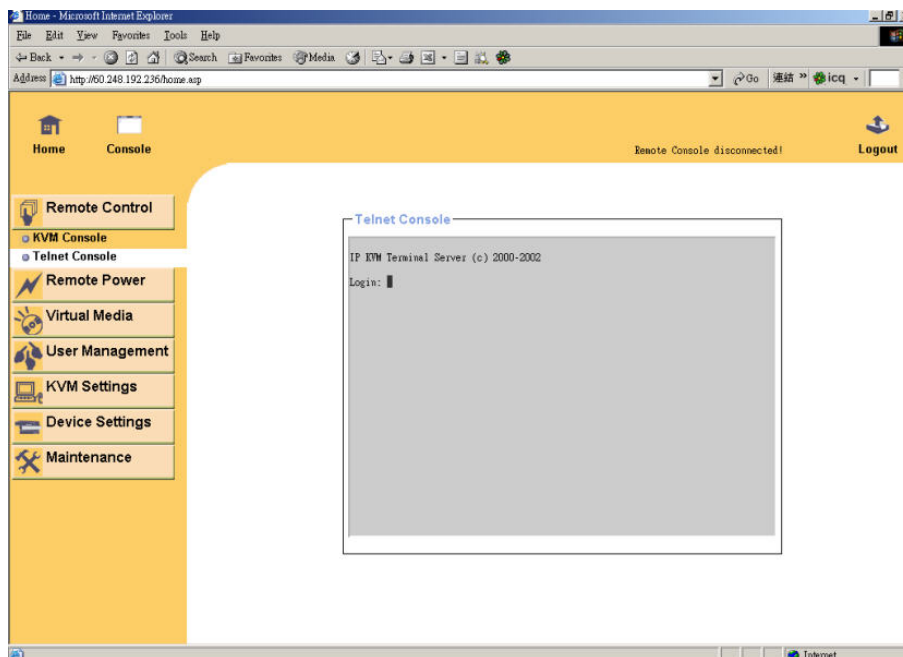 Home - Microsoft Internet Explorer
File Edit View Favorites Tools Help
Back Search Favorites Media
Address http://60.248.192.236/home.asp Go 連結 » icq
Home Console Remote Console disconnected! Logout
Remote Control
KVM Console
Telnet Console
Remote Power
Virtual Media
User Management
KVM Settings
Device Settings
Maintenance
Telnet Console
IP KVM Terminal Server (c) 2000-2002
Login:
Internet